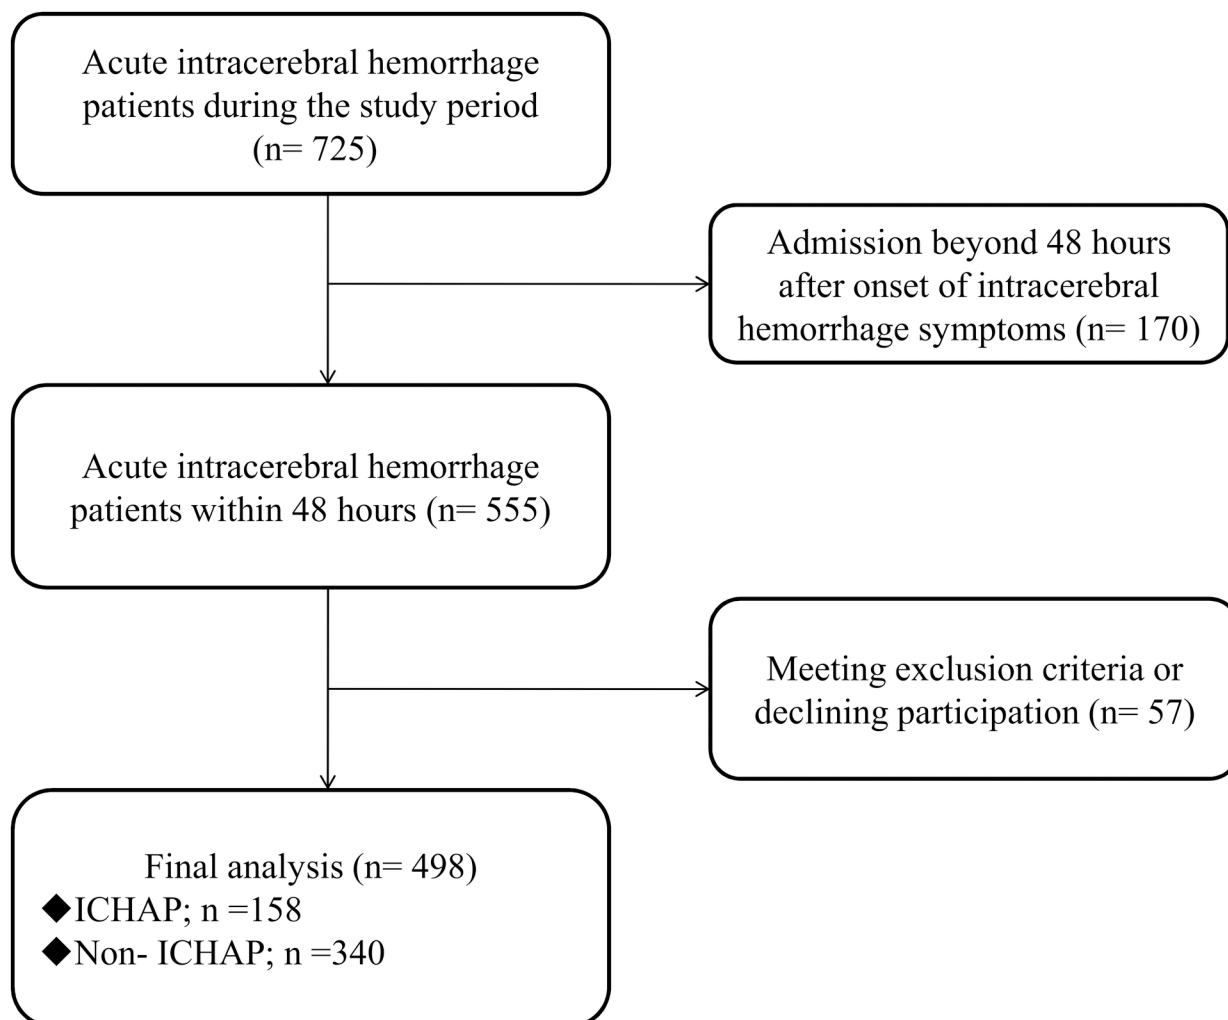 Acute intracerebral hemorrhage
patients during the study period
(n= 725)
Admission beyond 48 hours
after onset of intracerebral
hemorrhage symptoms (n= 170)
Acute intracerebral hemorrhage
patients within 48 hours (n= 555)
Meeting exclusion criteria or
declining participation (n= 57)
Final analysis (n= 498)
◆ICHAP; n =158
◆Non- ICHAP; n =340